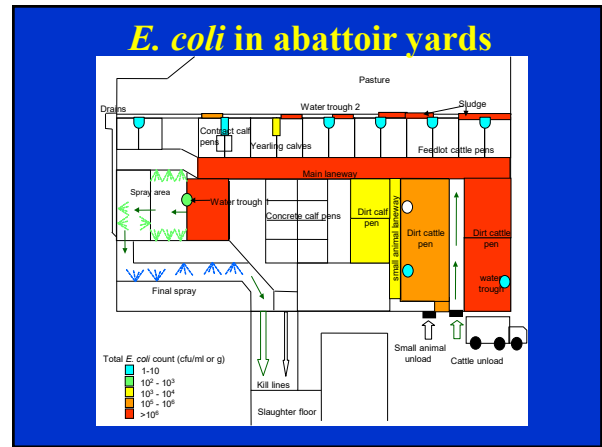 E. coli in abattoir yards
Pasture
Drains
Water trough 2
Sludge
Contract calf
pens
Yearling calves
Feedlot cattle pens
Main laneway
Spray area
Water trough 1
Concrete calf pens
Dirt calf
pen
small animal laneway
Dirt cattle
pen
Dirt cattle
pen
water
trough
Final spray
Small animal
unload
Cattle unload
Total E. coli count (cfu/ml or g)
1-10
10² - 10³
10³ - 10⁴
10⁵ - 10⁶
>10⁶
Kill lines
Slaughter floor